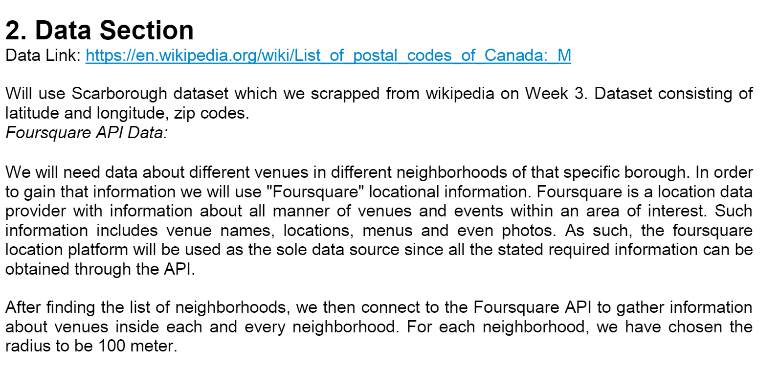 2. Data Section
Data Link: https://en.wikipedia.org/wiki/List_of_postal_codes_of_Canada:_M
Will use Scarborough dataset which we scrapped from wikipedia on Week 3. Dataset consisting of
latitude and longitude, zip codes.
Foursquare API Data:
We will need data about different venues in different neighborhoods of that specific borough. In order
to gain that information we will use "Foursquare" locational information. Foursquare is a location data
provider with information about all manner of venues and events within an area of interest. Such
information includes venue names, locations, menus and even photos. As such, the foursquare
location platform will be used as the sole data source since all the stated required information can be
obtained through the API.
After finding the list of neighborhoods, we then connect to the Foursquare API to gather information
about venues inside each and every neighborhood. For each neighborhood, we have chosen the
radius to be 100 meter.